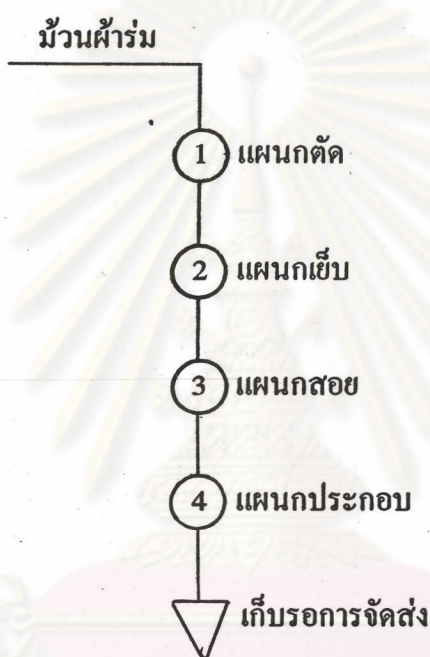 ม้วนผ้าร่ม
1 แผนกตัด
2 แผนกเย็บ
3 แผนกสอย
4 แผนกประกอบ
เก็บรอการจัดส่ง